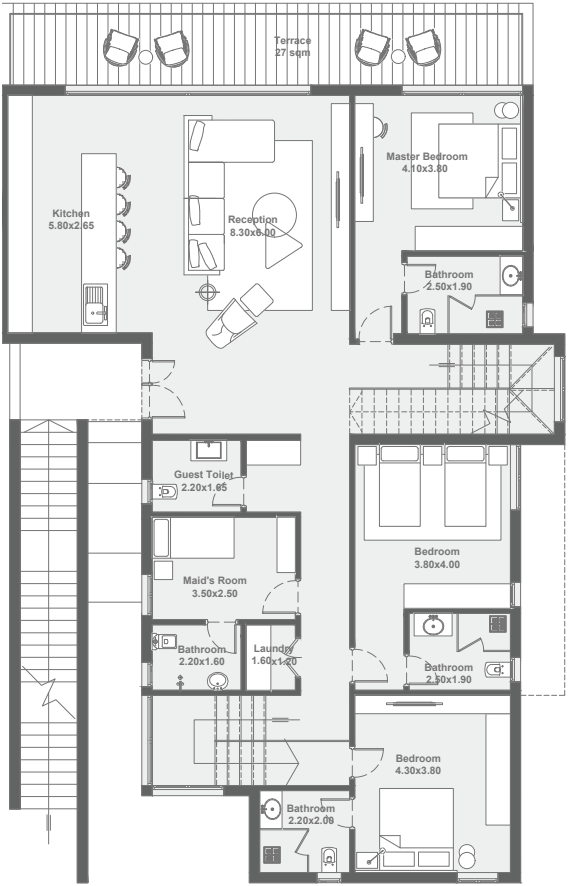 Terrace
27 sqm
Master Bedroom
4.10x3.80
Kitchen
5.80x2.65
Reception
8.30x6.00
Bathroom
2.50x1.90
Guest Toilet
2.20x1.65
Bedroom
3.80x4.00
Maid's Room
3.50x2.50
Bathroom
2.20x1.60
Laundry
1.60x1.20
Bathroom
2.50x1.90
Bedroom
4.30x3.80
Bathroom
2.20x2.00